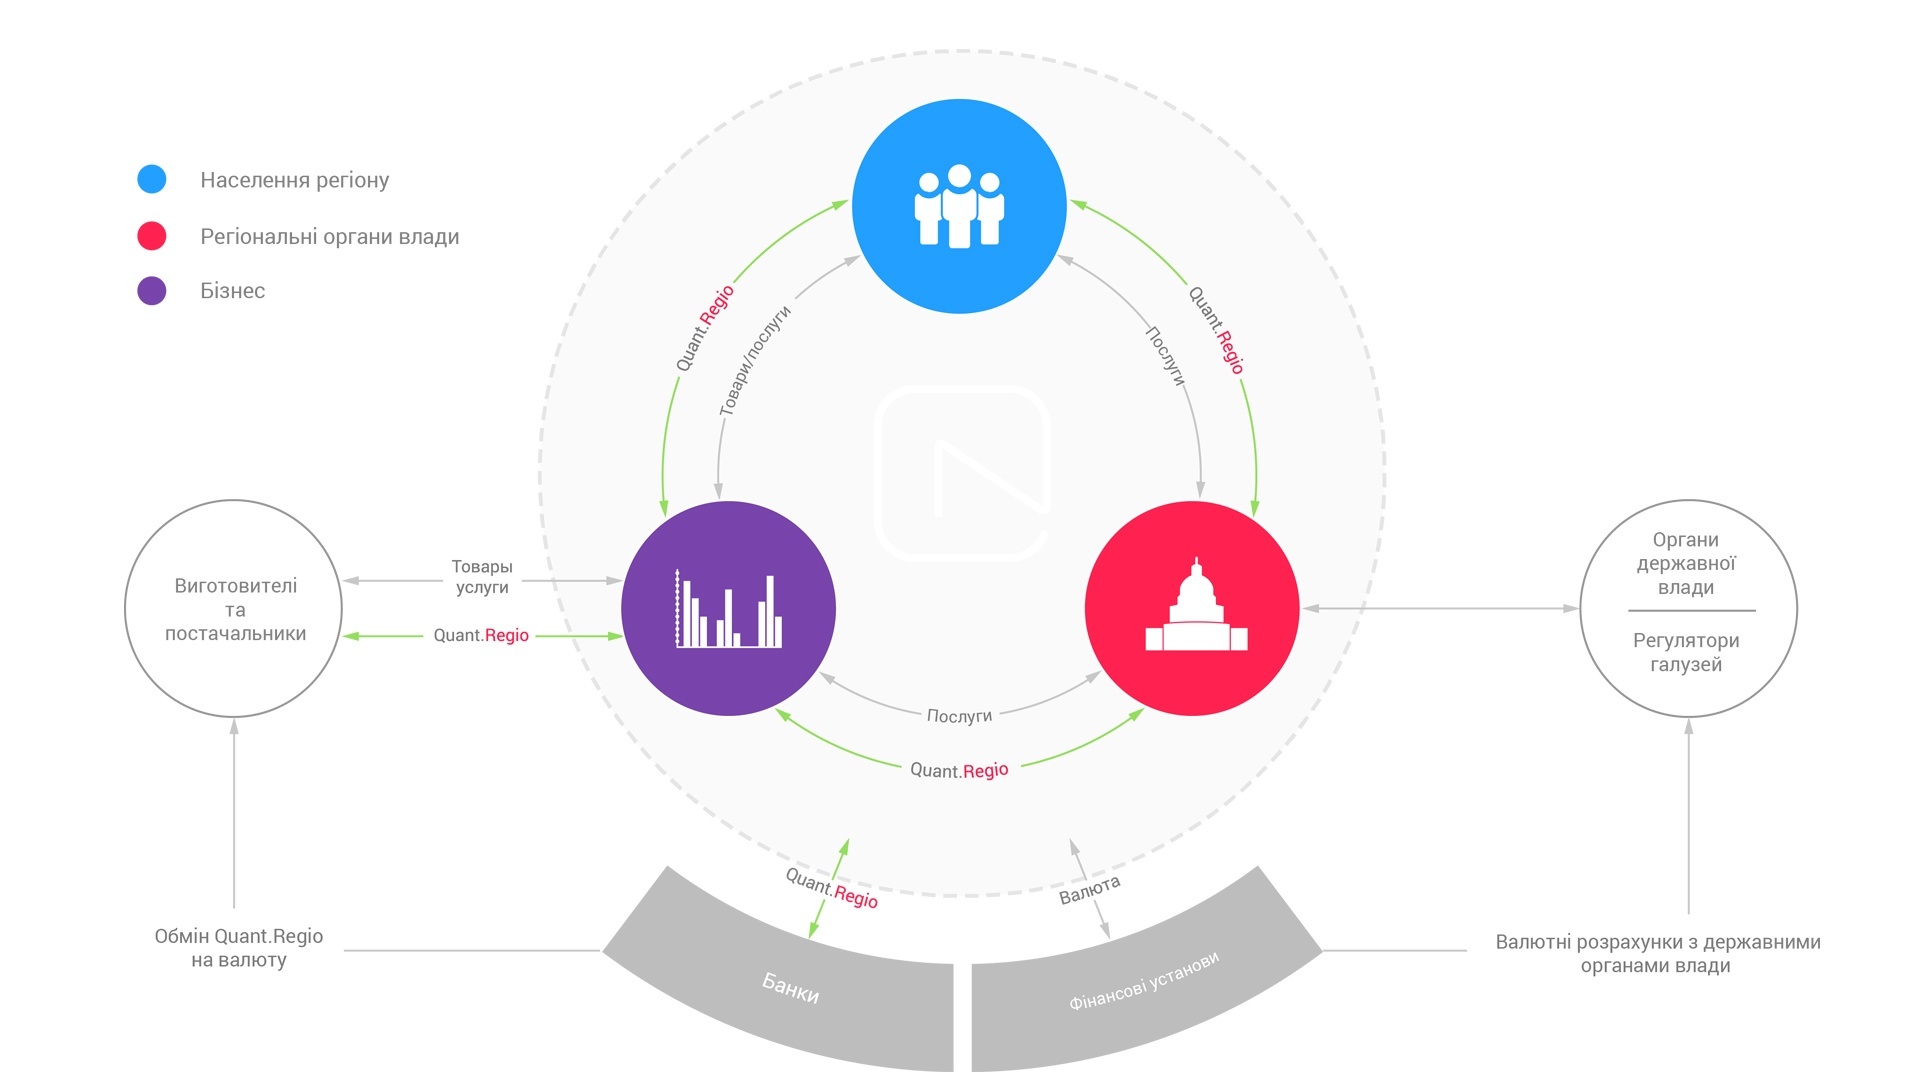 Населення регіону
Регіональні органи влади
Бізнес
Quant.Regio
Товари/послуги
Послуги
Quant.Regio
Виготовителі
та
постачальники
Товары
услуги
Quant.Regio
Органи
державної
влади
Регулятори
галузей
Послуги
Quant.Regio
Quant.Regio
Валюта
Обмін Quant.Regio
на валюту
Банки
Фінансові установи
Валютні розрахунки з державними
органами влади